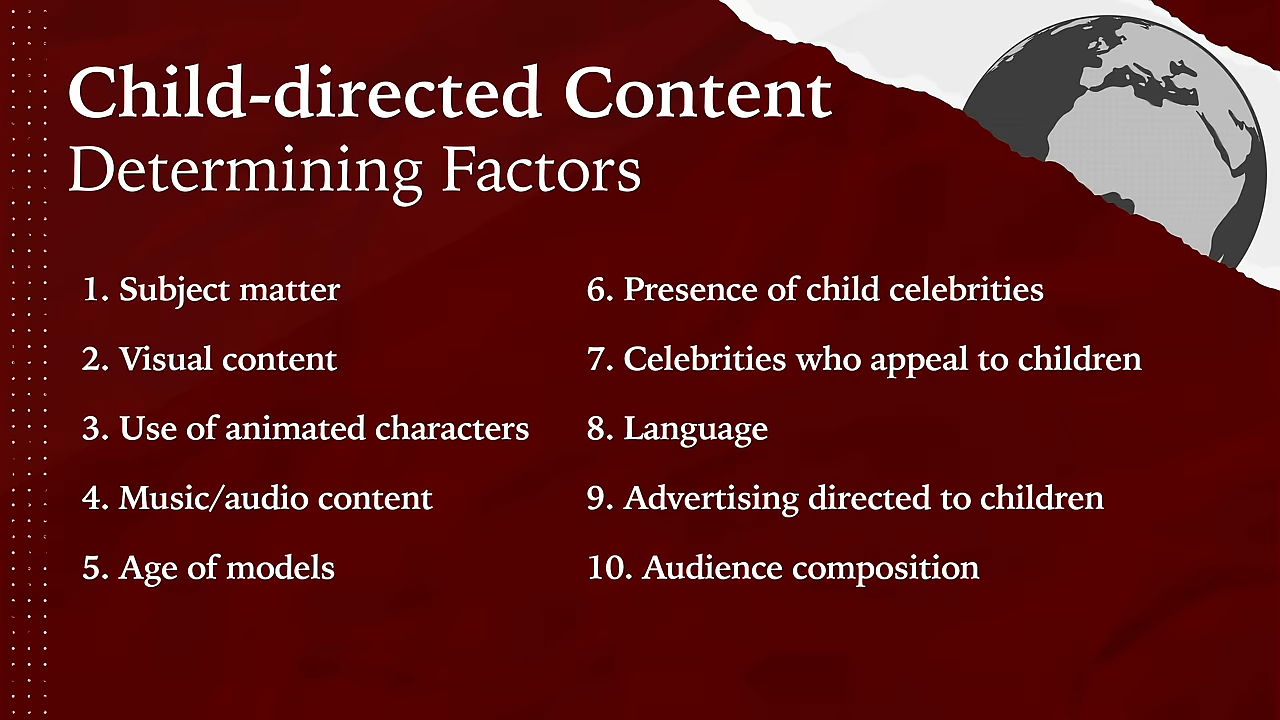 Child-directed Content
Determining Factors
1. Subject matter
2. Visual content
3. Use of animated characters
4. Music/audio content
5. Age of models
6. Presence of child celebrities
7. Celebrities who appeal to children
8. Language
9. Advertising directed to children
10. Audience composition